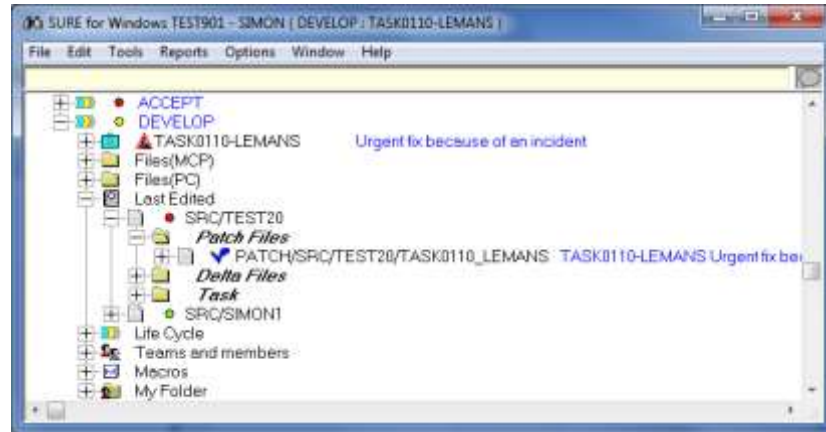 SURE for Windows TEST901 - SIMON ( DEVELOP : TASK0110-LEMANS )
File Edit Tools Reports Options Window Help
ACCEPT
DEVELOP
TASK0110-LEMANS Urgent fix because of an incident
Files(MCP)
Files(PC)
Last Edited
SRC/TEST20
Patch Files
PATCH/SRC/TEST20/TASK0110_LEMANS TASK0110-LEMANS Urgent fix bec
Delta Files
Task
SRC/SIMON1
Life Cycle
Teams and members
Macros
My Folder